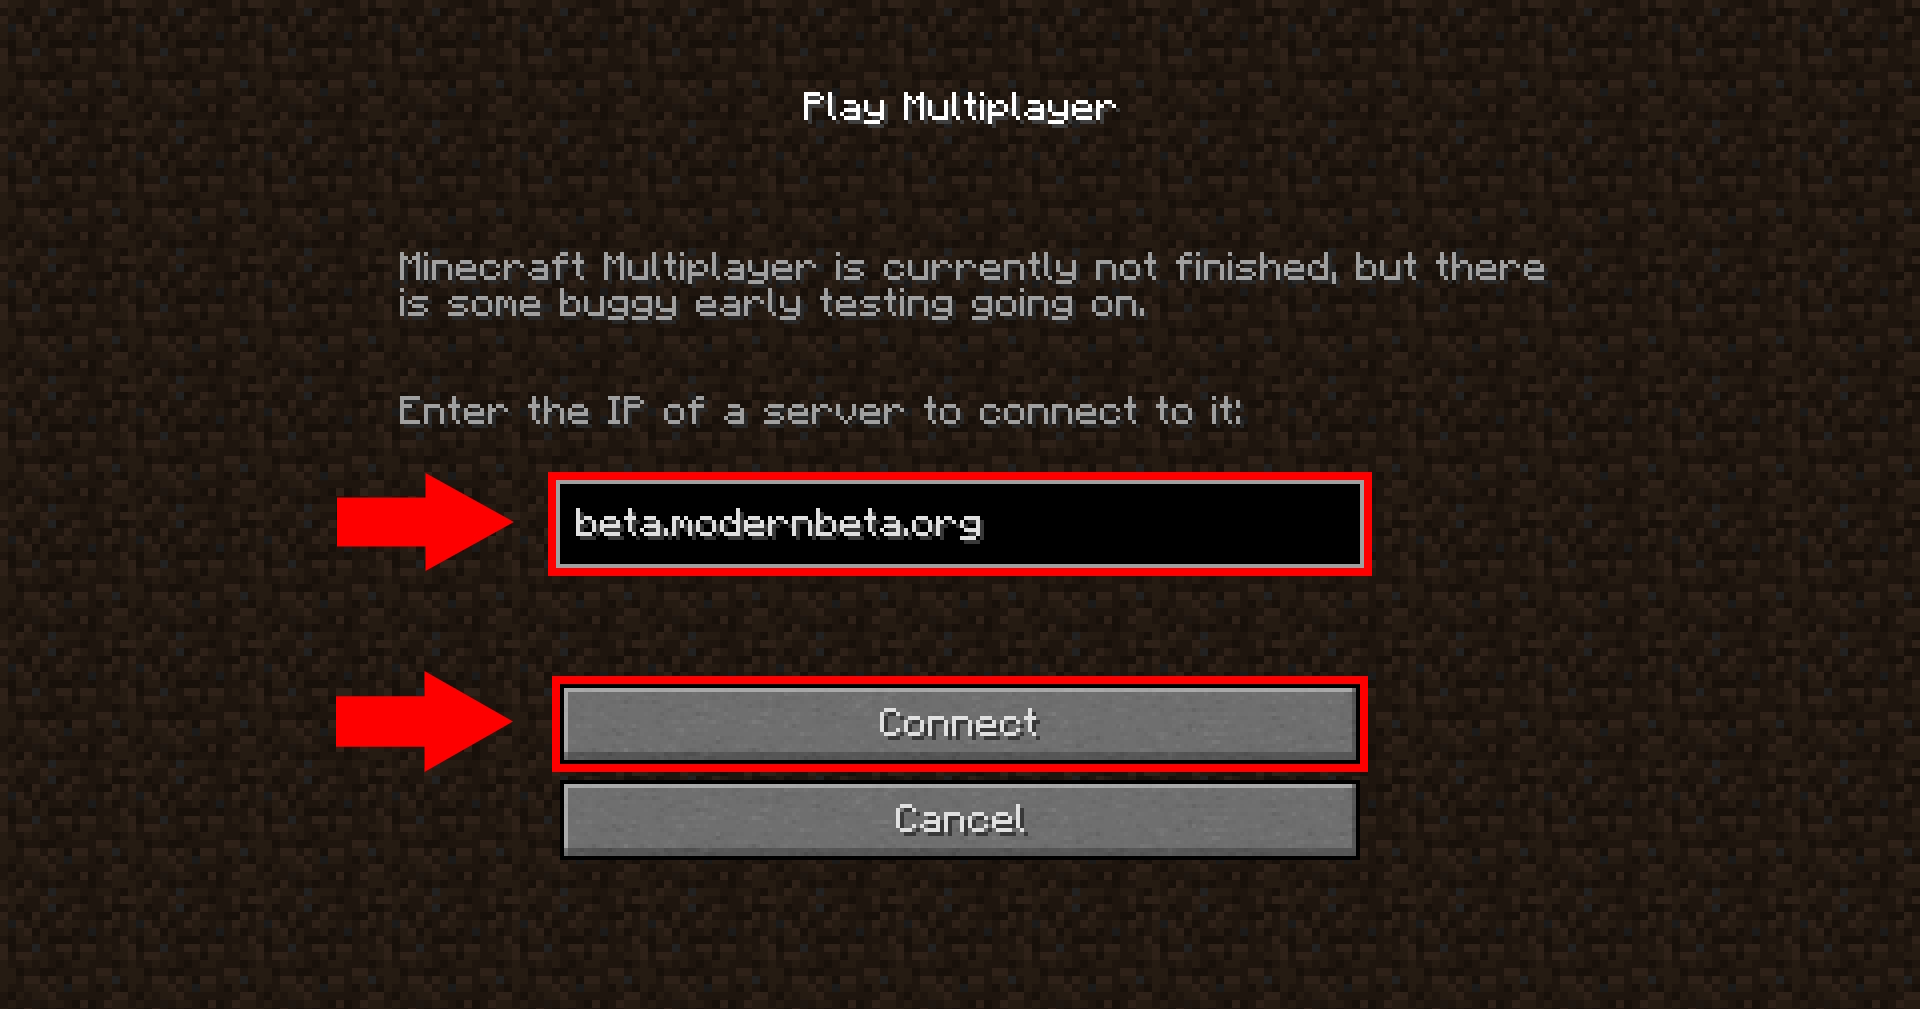 Play Multiplayer
Minecraft Multiplayer is currently not finished, but there
is some buggy early testing going on.
Enter the IP of a server to connect to it:
beta.modernbeta.org
Connect
Cancel